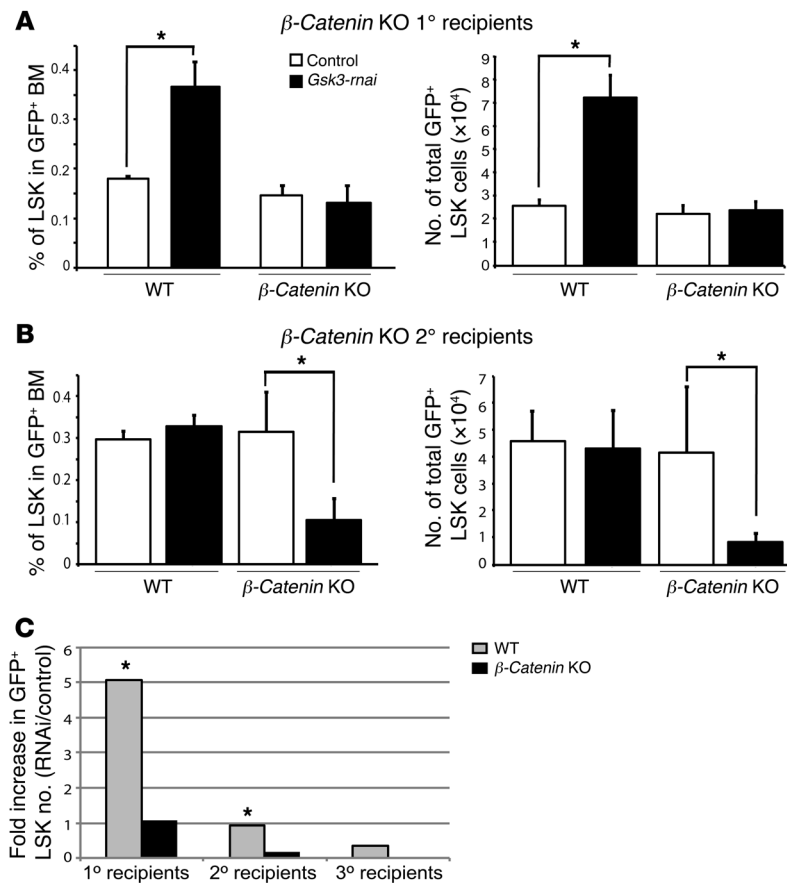 A
β-Catenin KO 1° recipients
% of LSK in GFP+ BM
0.4
0.3
0.2
0.1
0
*
Control
Gsk3-rnai
WT
β-Catenin KO
No. of total GFP+
LSK cells (×10⁴)
9
8
7
6
5
4
3
2
1
0
*
WT
β-Catenin KO
B
β-Catenin KO 2° recipients
% of LSK in GFP+ BM
0.4
0.3
0.2
0.1
0
*
WT
β-Catenin KO
No. of total GFP+
LSK cells (×10⁴)
7
6
5
4
3
2
1
0
*
WT
β-Catenin KO
C
Fold increase in GFP+
LSK no. (RNAi/control)
6
5
4
3
2
1
0
*
*
WT
β-Catenin KO
1º recipients
2º recipients
3º recipients